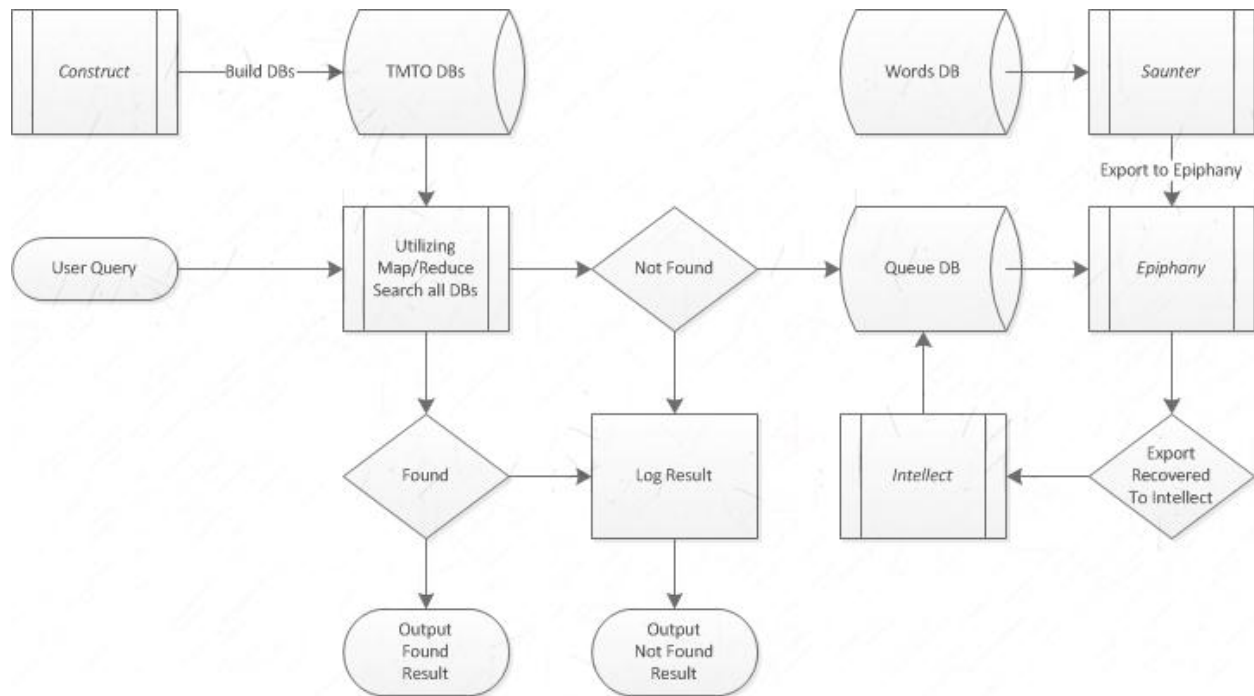 Construct
Build DBs
TMTO DBs
Words DB
Saunter
Export to Epiphany
User Query
Utilizing
Map/Reduce
Search all DBs
Not Found
Queue DB
Epiphany
Found
Log Result
Intellect
Export
Recovered
To Intellect
Output
Found
Result
Output
Not Found
Result